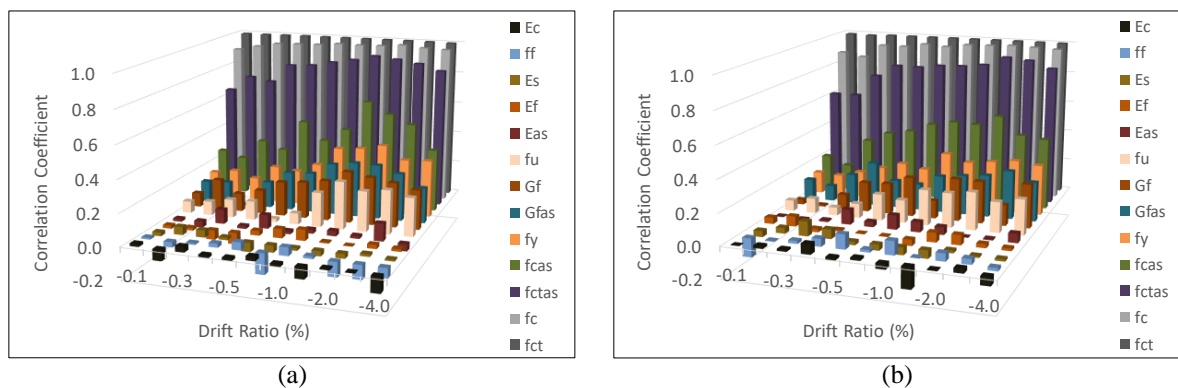 Correlation Coefficient
1.0
0.8
0.6
0.4
0.2
0.0
-0.2
-0.1
-0.3
-0.5
-1.0
-2.0
-4.0
Drift Ratio (%)
Ec
ff
Es
Ef
Eas
fu
Gf
Gfas
fy
fcas
fctas
fc
fct
(a)
Correlation Coefficient
1.0
0.8
0.6
0.4
0.2
0.0
-0.2
-0.1
-0.3
-0.5
-1.0
-2.0
-4.0
Drift Ratio (%)
Ec
ff
Es
Ef
Eas
fu
Gf
Gfas
fy
fcas
fctas
fc
fct
(b)